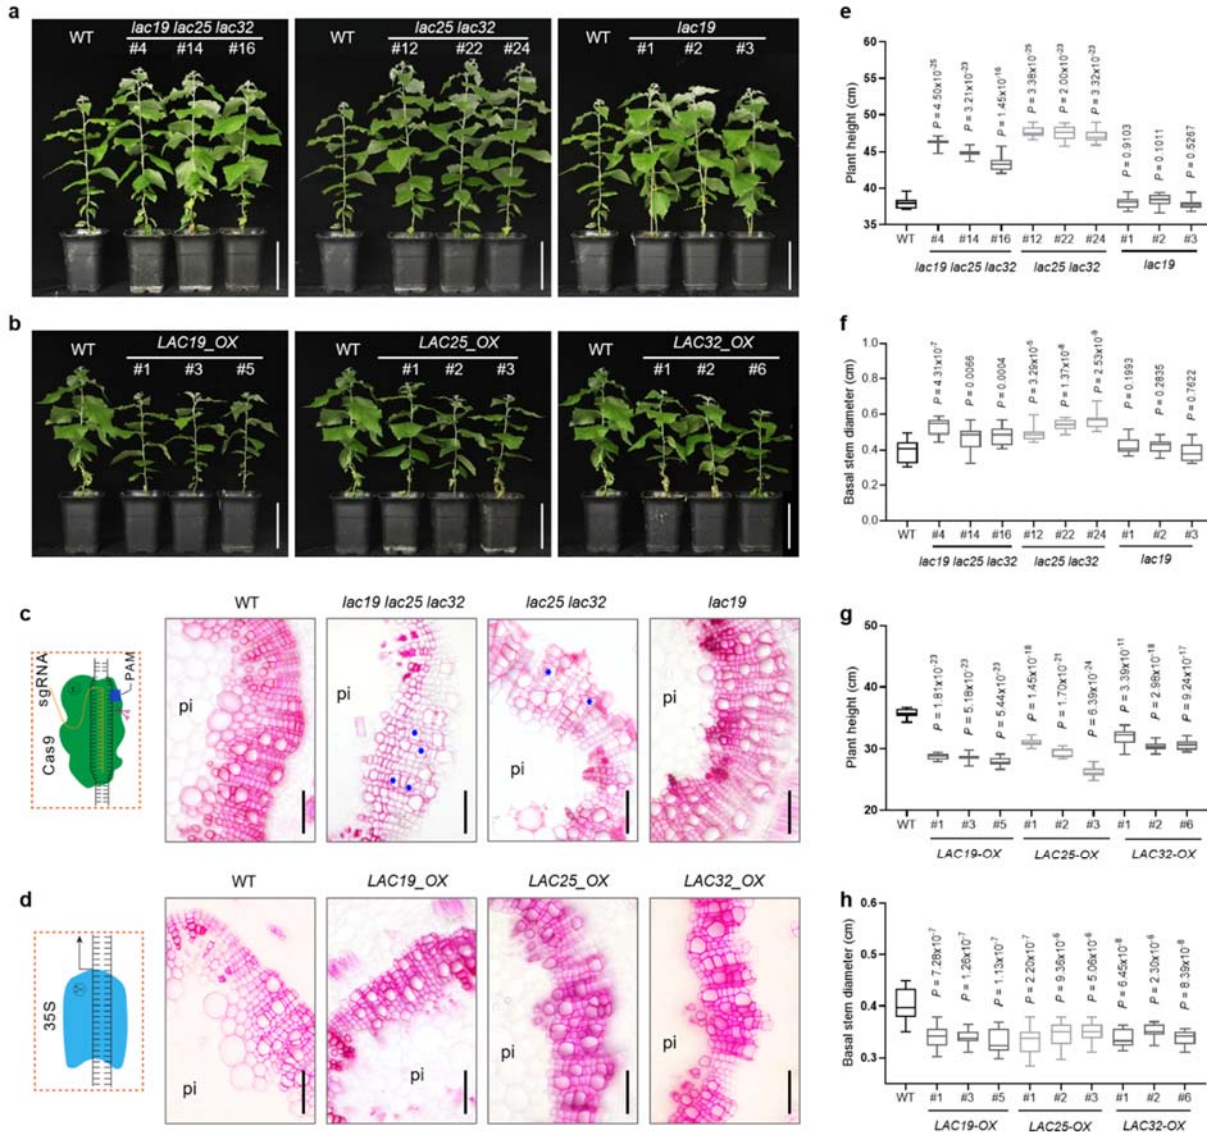 a
WT
lac19 lac25 lac32
#4 #14 #16
WT
lac25 lac32
#12 #22 #24
WT
lac19
#1 #2 #3
b
WT
LAC19_OX
#1 #3 #5
WT
LAC25_OX
#1 #2 #3
WT
LAC32_OX
#1 #2 #6
c
sgRNA
PAM
Cas9
WT
lac19 lac25 lac32
lac25 lac32
lac19
pi
pi
pi
pi
d
35S
WT
LAC19_OX
LAC25_OX
LAC32_OX
pi
pi
pi
pi
e
Plant height (cm)
60
55
50
45
40
35
P = 4.50x10-25
P = 3.21x10-23
P = 1.45x10-16
P = 3.38x10-25
P = 2.00x10-23
P = 3.32x10-23
P = 0.9103
P = 0.1011
P = 0.5267
WT #4 #14 #16 #12 #22 #24 #1 #2 #3
lac19 lac25 lac32 lac25 lac32 lac19
f
Basal stem diameter (cm)
1.0
0.8
0.6
0.4
0.2
0.0
P = 4.31x10-7
P = 0.0066
P = 0.0004
P = 3.29x10-5
P = 1.37x10-8
P = 2.53x10-9
P = 0.1993
P = 0.2835
P = 0.7622
WT #4 #14 #16 #12 #22 #24 #1 #2 #3
lac19 lac25 lac32 lac25 lac32 lac19
g
Plant height (cm)
50
40
30
20
P = 1.81x10-23
P = 5.18x10-23
P = 5.44x10-23
P = 1.45x10-18
P = 1.70x10-21
P = 6.39x10-24
P = 3.39x10-11
P = 2.98x10-18
P = 9.24x10-17
WT #1 #3 #5 #1 #2 #3 #1 #2 #6
LAC19-OX LAC25-OX LAC32-OX
h
Basal stem diameter (cm)
0.6
0.5
0.4
0.3
P = 7.28x10-7
P = 1.26x10-7
P = 1.13x10-7
P = 2.20x10-7
P = 9.36x10-6
P = 5.06x10-6
P = 6.45x10-8
P = 2.30x10-6
P = 8.39x10-8
WT #1 #3 #5 #1 #2 #3 #1 #2 #6
LAC19-OX LAC25-OX LAC32-OX